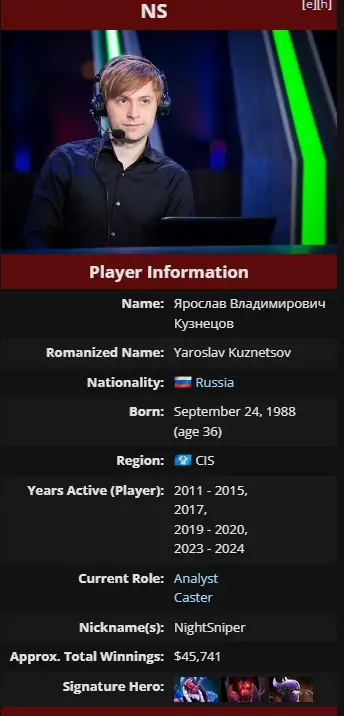 NS
[e][h]
Player Information
Name: Ярослав Владимирович
Кузнецов
Romanized Name: Yaroslav Kuznetsov
Nationality: Russia
Born: September 24, 1988
(age 36)
Region: CIS
Years Active (Player): 2011 - 2015,
2017,
2019 - 2020,
2023 - 2024
Current Role: Analyst
Caster
Nickname(s): NightSniper
Approx. Total Winnings: $45,741
Signature Hero: